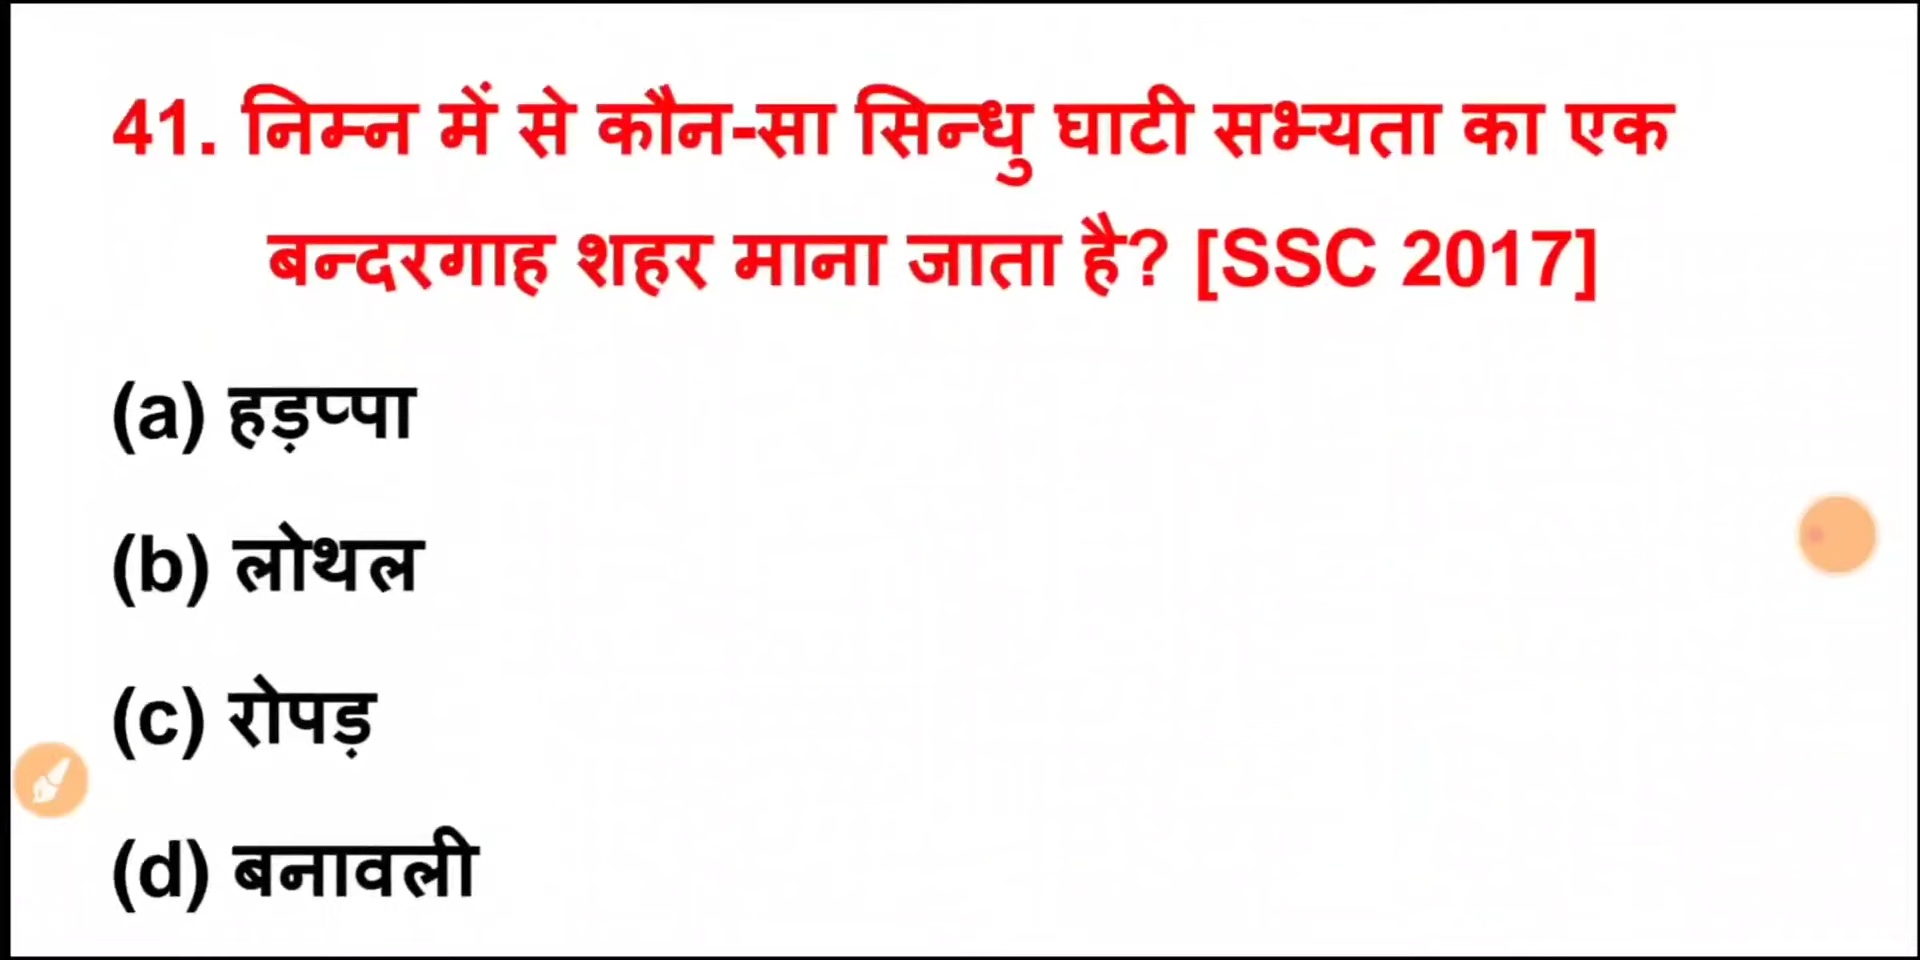 41. निम्न में से कौन-सा सिन्धु घाटी सभ्यता का एक
बन्दरगाह शहर माना जाता है? [SSC 2017]
(a) हड़प्पा
(b) लोथल
(c) रोपड़
(d) बनावली